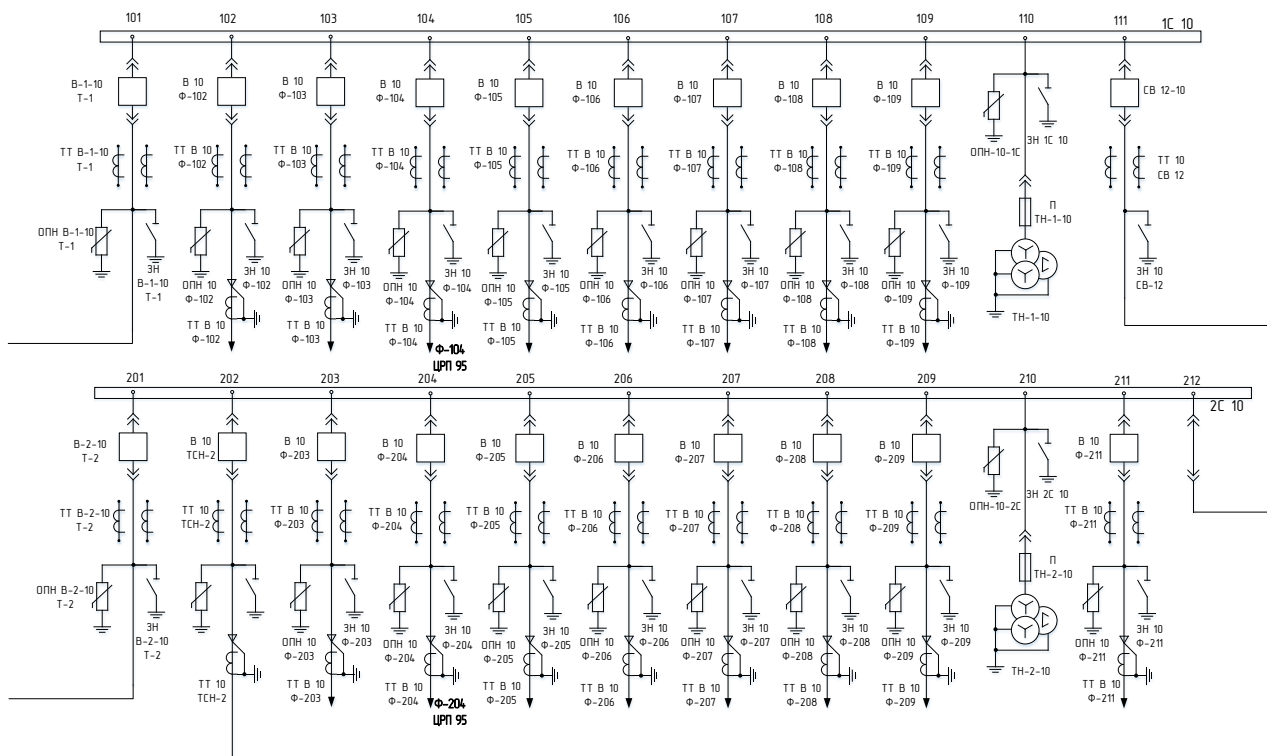 101 102 103 104 105 106 107 108 109 110 111 1С 10
В-1-10
Т-1
В 10
Ф-102
В 10
Ф-103
В 10
Ф-104
В 10
Ф-105
В 10
Ф-106
В 10
Ф-107
В 10
Ф-108
В 10
Ф-109
СВ 12-10
ОПН-10-1С
ЗН 1С 10
ТТ В-1-10
Т-1
ТТ В 10
Ф-102
ТТ В 10
Ф-103
ТТ В 10
Ф-104
ТТ В 10
Ф-105
ТТ В 10
Ф-106
ТТ В 10
Ф-107
ТТ В 10
Ф-108
ТТ В 10
Ф-109
ТТ 10
СВ 12
П
ТН-1-10
ОПН В-1-10
Т-1
ЗН
В-1-10
Т-1
ОПН 10
Ф-102
ЗН 10
Ф-102
ОПН 10
Ф-103
ЗН 10
Ф-103
ОПН 10
Ф-104
ЗН 10
Ф-104
ОПН 10
Ф-105
ЗН 10
Ф-105
ОПН 10
Ф-106
ЗН 10
Ф-106
ОПН 10
Ф-107
ЗН 10
Ф-107
ОПН 10
Ф-108
ЗН 10
Ф-108
ОПН 10
Ф-109
ЗН 10
Ф-109
ТН-1-10
ЗН 10
СВ-12
ТТ В 10
Ф-102
ТТ В 10
Ф-103
ТТ В 10
Ф-104
ТТ В 10
Ф-105
ТТ В 10
Ф-106
ТТ В 10
Ф-107
ТТ В 10
Ф-108
ТТ В 10
Ф-109
Ф-104
ЦРП 95
201 202 203 204 205 206 207 208 209 210 211 212
2С 10
В-2-10
Т-2
В 10
ТСН-2
В 10
Ф-203
В 10
Ф-204
В 10
Ф-205
В 10
Ф-206
В 10
Ф-207
В 10
Ф-208
В 10
Ф-209
В 10
Ф-211
ОПН-10-2С
ЗН 2С 10
ТТ В-2-10
Т-2
ТТ 10
ТСН-2
ТТ В 10
Ф-203
ТТ В 10
Ф-204
ТТ В 10
Ф-205
ТТ В 10
Ф-206
ТТ В 10
Ф-207
ТТ В 10
Ф-208
ТТ В 10
Ф-209
ТТ В 10
Ф-211
П
ТН-2-10
ОПН В-2-10
Т-2
ЗН
В-2-10
Т-2
ОПН 10
Ф-203
ЗН 10
Ф-203
ОПН 10
Ф-204
ЗН 10
Ф-204
ОПН 10
Ф-205
ЗН 10
Ф-205
ОПН 10
Ф-206
ЗН 10
Ф-206
ОПН 10
Ф-207
ЗН 10
Ф-207
ОПН 10
Ф-208
ЗН 10
Ф-208
ОПН 10
Ф-209
ЗН 10
Ф-209
ТН-2-10
ОПН 10
Ф-211
ЗН 10
Ф-211
ТТ 10
ТСН-2
ТТ В 10
Ф-203
ТТ В 10
Ф-204
ТТ В 10
Ф-205
ТТ В 10
Ф-206
ТТ В 10
Ф-207
ТТ В 10
Ф-208
ТТ В 10
Ф-209
ТТ В 10
Ф-211
Ф-204
ЦРП 95